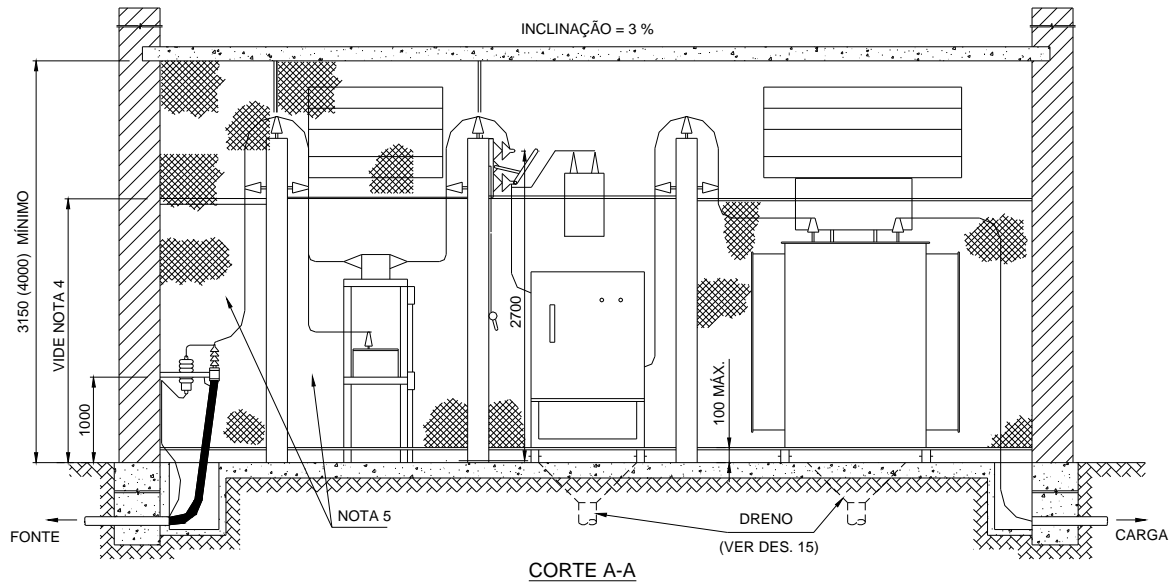 INCLINAÇÃO = 3 %
3150 (4000) MÍNIMO
VIDE NOTA 4
1000
2700
100 MÁX.
FONTE
NOTA 5
DRENO
(VER DES. 15)
CARGA
CORTE A-A